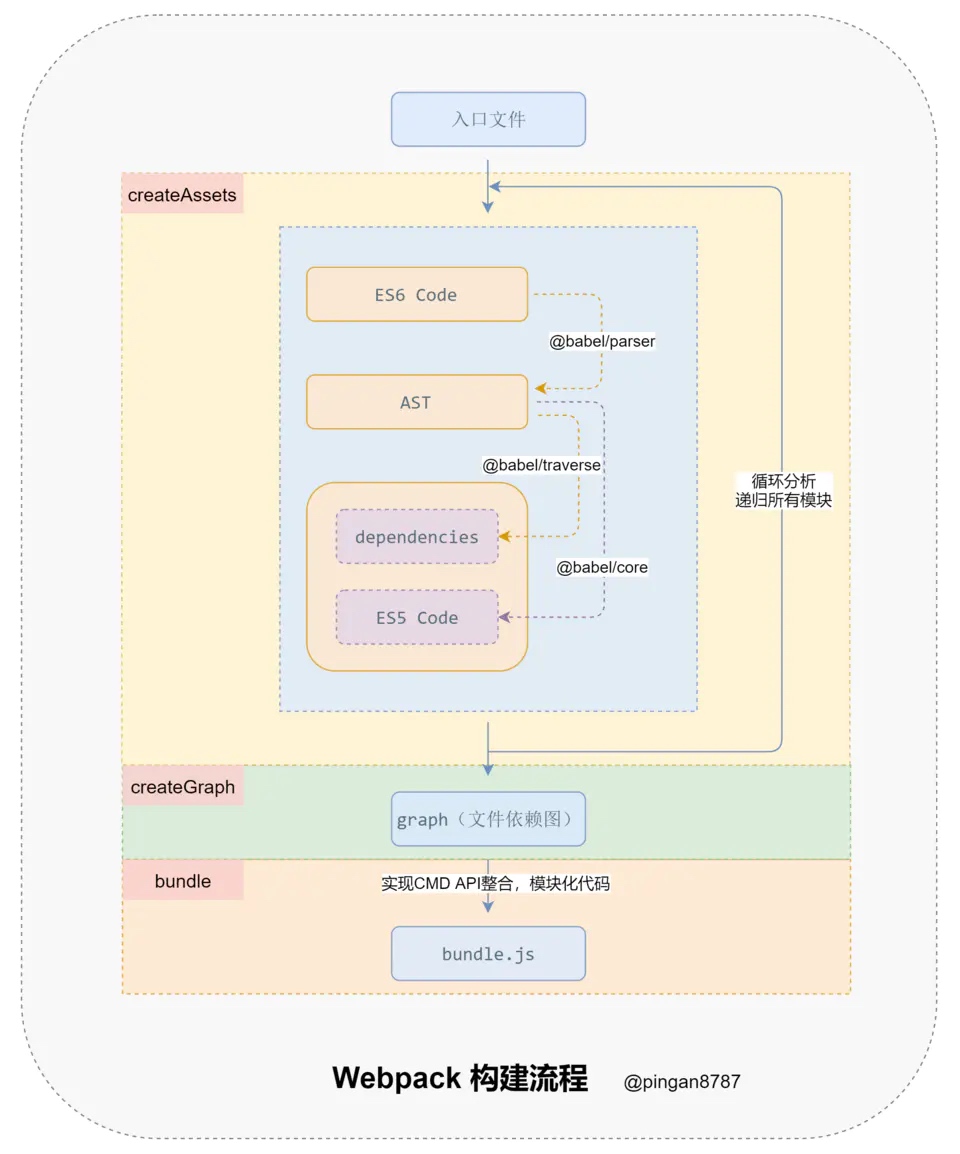 入口文件
createAssets
ES6 Code
@babel/parser
AST
@babel/traverse
循环分析
递归所有模块
dependencies
@babel/core
ES5 Code
createGraph
graph（文件依赖图）
bundle
实现CMD API整合，模块化代码
bundle.js
Webpack 构建流程
@pingan8787